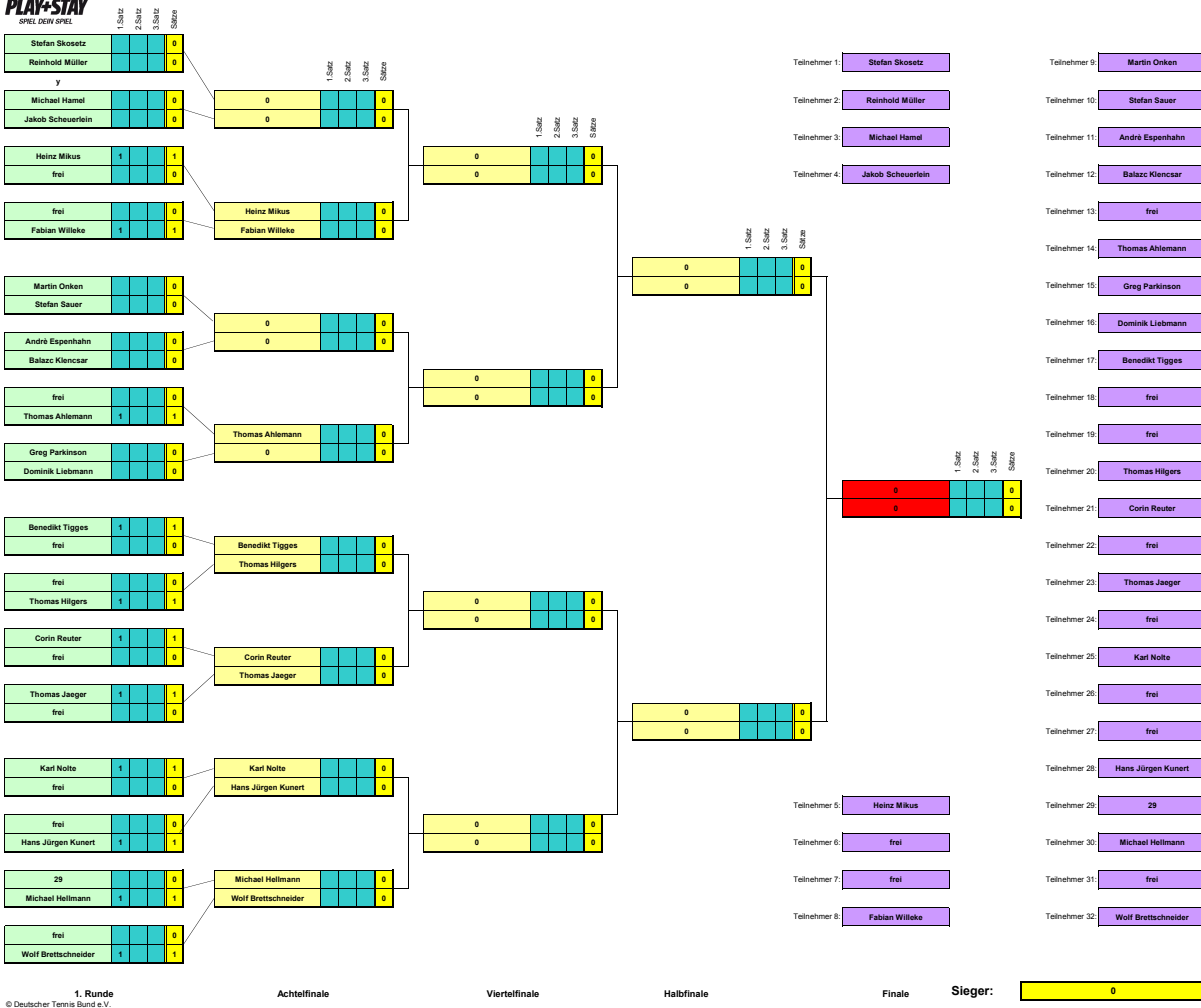 PLAY+STAY
SPIEL DEIN SPIEL
1.Satz 2.Satz 3.Satz Sätze
Stefan Skosetz 0
Reinhold Müller 0
y
Michael Hamel 0
Jakob Scheuerlein 0
Heinz Mikus 1 1
frei 0
frei 0
Fabian Willeke 1 1
Martin Onken 0
Stefan Sauer 0
Andrè Espenhahn 0
Balazc Klencsar 0
frei 0
Thomas Ahlemann 1 1
Greg Parkinson 0
Dominik Liebmann 0
Benedikt Tigges 1 1
frei 0
frei 0
Thomas Hilgers 1 1
Corin Reuter 1 1
frei 0
Thomas Jaeger 1 1
frei 0
Karl Nolte 1 1
frei 0
frei 0
Hans Jürgen Kunert 1 1
29 0
Michael Hellmann 1 1
frei 0
Wolf Brettschneider 1 1
1. Runde
© Deutscher Tennis Bund e.V.
1.Satz 2.Satz 3.Satz Sätze
0 0
0 0
Heinz Mikus 0
Fabian Willeke 0
0 0
0 0
Thomas Ahlemann 0
0 0
Benedikt Tigges 0
Thomas Hilgers 0
Corin Reuter 0
Thomas Jaeger 0
Karl Nolte 0
Hans Jürgen Kunert 0
Michael Hellmann 0
Wolf Brettschneider 0
Achtelfinale
1.Satz 2.Satz 3.Satz Sätze
0 0
0 0
0 0
0 0
0 0
0 0
0 0
0 0
Viertelfinale
1.Satz 2.Satz 3.Satz Sätze
0 0
0 0
0 0
0 0
Halbfinale
1.Satz 2.Satz 3.Satz Sätze
0 0
0 0
Finale
Sieger: 0
Teilnehmer 1: Stefan Skosetz
Teilnehmer 2: Reinhold Müller
Teilnehmer 3: Michael Hamel
Teilnehmer 4: Jakob Scheuerlein
Teilnehmer 5: Heinz Mikus
Teilnehmer 6: frei
Teilnehmer 7: frei
Teilnehmer 8: Fabian Willeke
Teilnehmer 9: Martin Onken
Teilnehmer 10: Stefan Sauer
Teilnehmer 11: Andrè Espenhahn
Teilnehmer 12: Balazc Klencsar
Teilnehmer 13: frei
Teilnehmer 14: Thomas Ahlemann
Teilnehmer 15: Greg Parkinson
Teilnehmer 16: Dominik Liebmann
Teilnehmer 17: Benedikt Tigges
Teilnehmer 18: frei
Teilnehmer 19: frei
Teilnehmer 20: Thomas Hilgers
Teilnehmer 21: Corin Reuter
Teilnehmer 22: frei
Teilnehmer 23: Thomas Jaeger
Teilnehmer 24: frei
Teilnehmer 25: Karl Nolte
Teilnehmer 26: frei
Teilnehmer 27: frei
Teilnehmer 28: Hans Jürgen Kunert
Teilnehmer 29: 29
Teilnehmer 30: Michael Hellmann
Teilnehmer 31: frei
Teilnehmer 32: Wolf Brettschneider